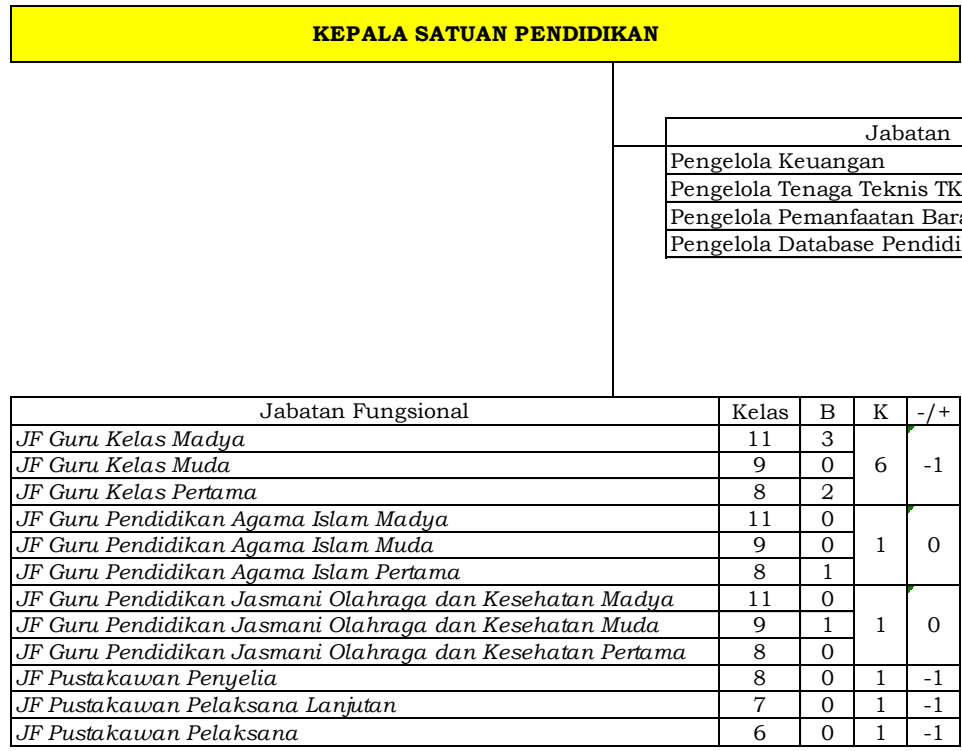 KEPALA SATUAN PENDIDIKAN
Jabatan
Pengelola Keuangan
Pengelola Tenaga Teknis TK
Pengelola Pemanfaatan
Pengelola Database
Jabatan Fungsional Kelas B K -/+
JF Guru Kelas Madya 11 3
JF Guru Kelas Muda 9 0 6 -1
JF Guru Kelas Pertama 8 2
JF Guru Pendidikan Agama Islam Madya 11 0
JF Guru Pendidikan Agama Islam Muda 9 0 1 0
JF Guru Pendidikan Agama Islam Pertama 8 1
JF Guru Pendidikan Jasmani Olahraga dan Kesehatan Madya 11 0
JF Guru Pendidikan Jasmani Olahraga dan Kesehatan Muda 9 1 1 0
JF Guru Pendidikan Jasmani Olahraga dan Kesehatan Pertama 8 0
JF Pustakawan Penyelia 8 0 1 -1
JF Pustakawan Pelaksana Lanjutan 7 0 1 -1
JF Pustakawan Pelaksana 6 0 1 -1